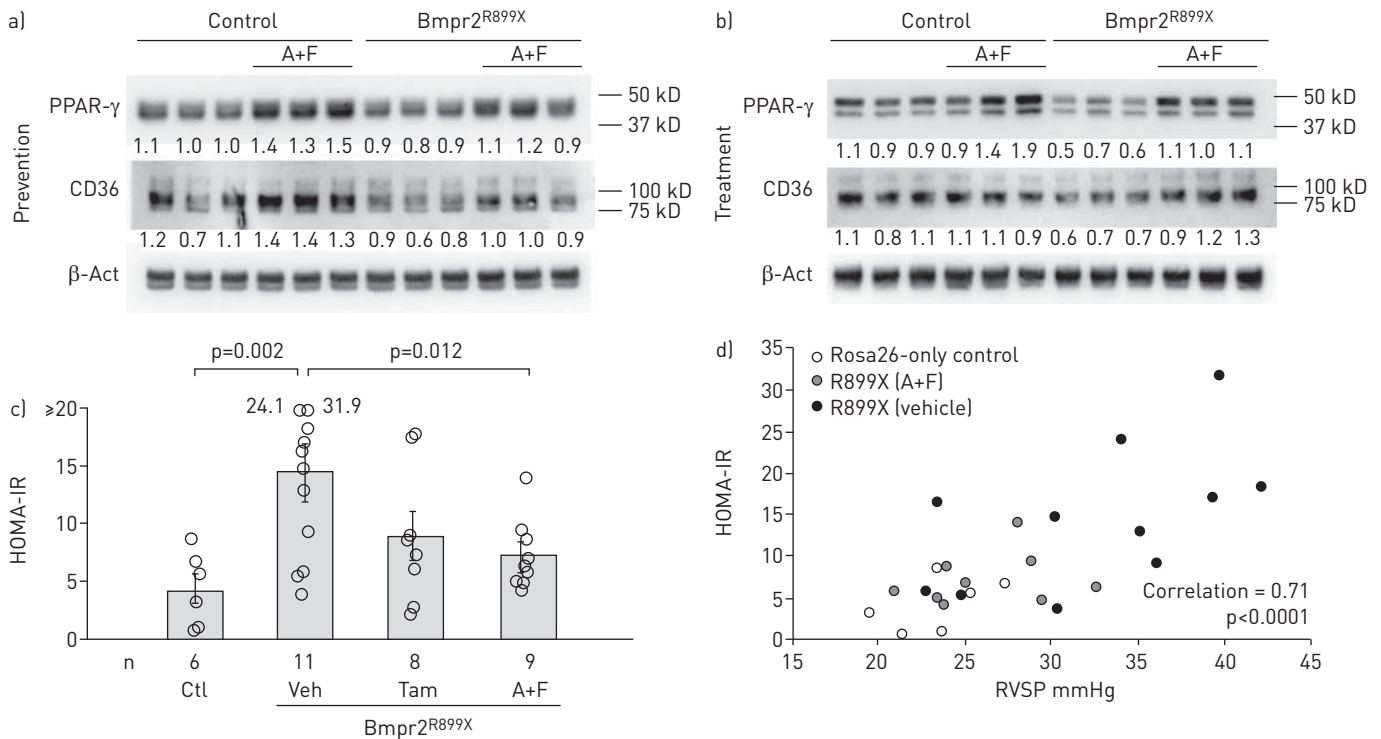 a)
Control
Bmpr2R899X
A+F
A+F
Prevention
PPAR-γ
50 kD
37 kD
1.1 1.0 1.0 1.4 1.3 1.5 0.9 0.8 0.9 1.1 1.2 0.9
CD36
100 kD
75 kD
1.2 0.7 1.1 1.4 1.4 1.3 0.9 0.6 0.8 1.0 1.0 0.9
β-Act
b)
Control
Bmpr2R899X
A+F
A+F
Treatment
PPAR-γ
50 kD
37 kD
1.1 0.9 0.9 0.9 1.4 1.9 0.5 0.7 0.6 1.1 1.0 1.1
CD36
100 kD
75 kD
1.1 0.8 1.1 1.1 1.1 0.9 0.6 0.7 0.7 0.9 1.2 1.3
β-Act
c)
p=0.002
p=0.012
24.1
31.9
HOMA-IR
≥20
15
10
5
0
n 6 11 8 9
Ctl Veh Tam A+F
Bmpr2R899X
d)
Rosa26-only control
R899X (A+F)
R899X (vehicle)
HOMA-IR
35
30
25
20
15
10
5
0
Correlation = 0.71
p<0.0001
15 20 25 30 35 40 45
RVSP mmHg